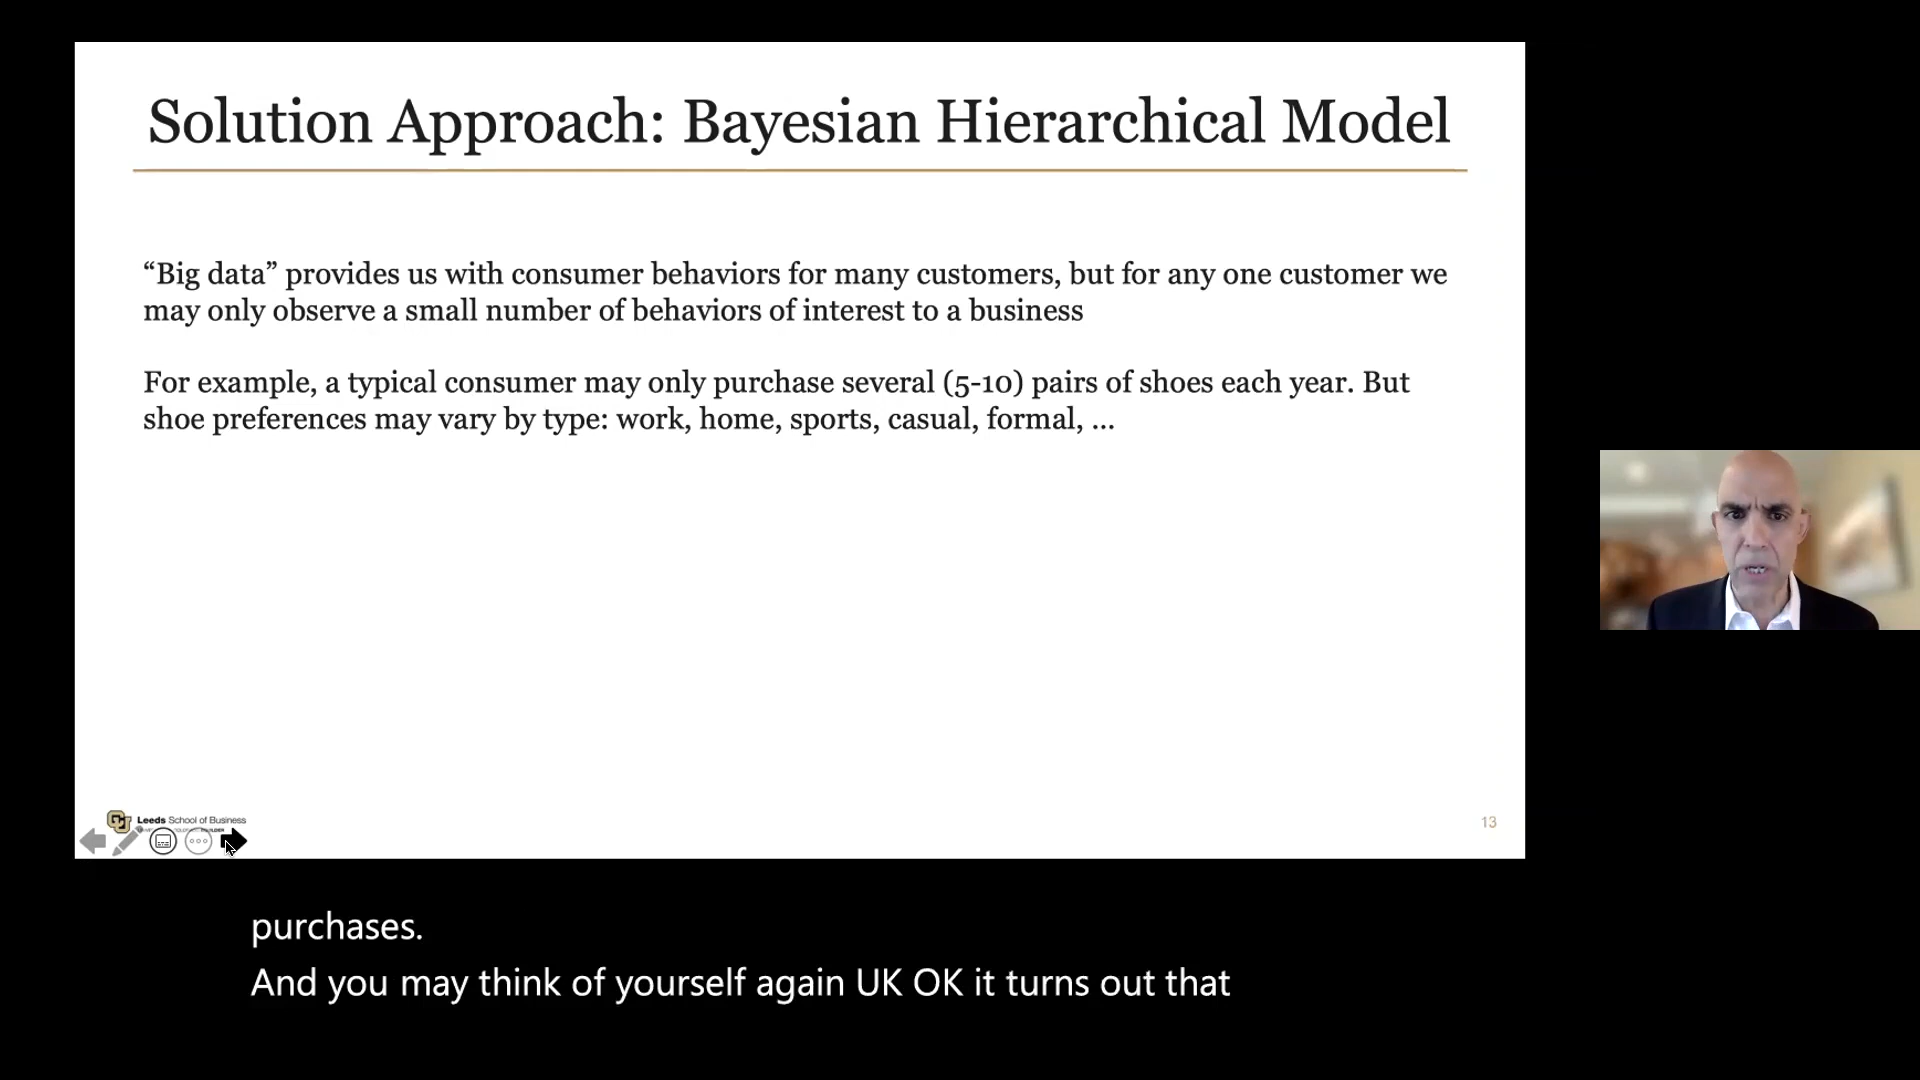 Solution Approach: Bayesian Hierarchical Model
“Big data” provides us with consumer behaviors for many customers, but for any one customer we
may only observe a small number of behaviors of interest to a business
For example, a typical consumer may only purchase several (5-10) pairs of shoes each year. But
shoe preferences may vary by type: work, home, sports, casual, formal, ...
Leeds School of Business
13
purchases.
And you may think of yourself again UK OK it turns out that